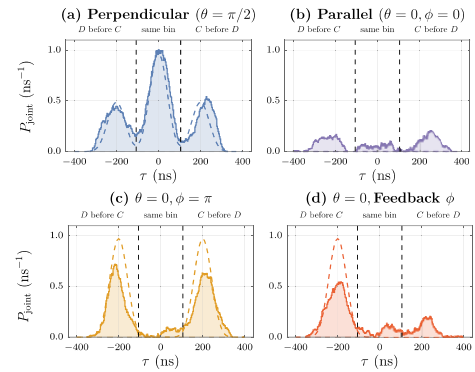 (a) Perpendicular (θ = π/2)
D before C same bin C before D
1.0
0.5
0.0
P_joint (ns⁻¹)
−400 −200 0 200 400
τ (ns)
(b) Parallel (θ = 0, ϕ = 0)
D before C same bin C before D
−400 −200 0 200 400
τ (ns)
(c) θ = 0, ϕ = π
D before C same bin C before D
1.0
0.5
0.0
P_joint (ns⁻¹)
−400 −200 0 200 400
τ (ns)
(d) θ = 0, Feedback ϕ
D before C same bin C before D
−400 −200 0 200 400
τ (ns)